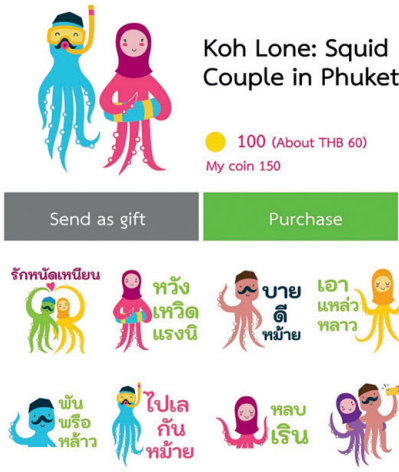 Koh Lone: Squid
Couple in Phuket
100 (About THB 60)
My coin 150
Send as gift
Purchase
รักหนัดเหนียน
หวัง
เหวิด
แรงนิ
บาย
ดี
หม้าย
เอา
แหล่ว
หลาว
พัน
พรือ
หล้าว
ไปเล
กัน
หม้าย
หลบ
เริน